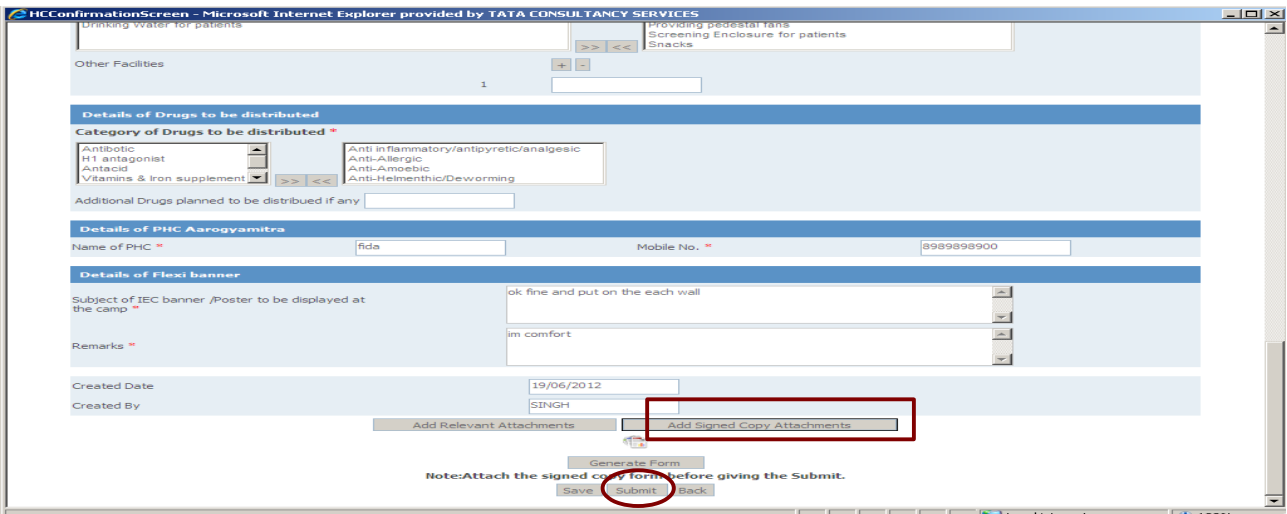 HCConfirmationScreen - Microsoft Internet Explorer provided by TATA CONSULTANCY SERVICES
Drinking Water for patients
Providing pedestal fans
Screening Enclosure for patients
>> << Snacks
Other Facilities + -
1
Details of Drugs to be distributed
Category of Drugs to be distributed *
Antibotic
H1 antagonist
Antacid
Vitamins & Iron supplement
>> <<
Anti inflammatory/antipyretic/analgesic
Anti-Allergic
Anti-Amoebic
Anti-Helmenthic/Deworming
Additional Drugs planned to be distribued if any
Details of PHC Aarogyamitra
Name of PHC * fida Mobile No. * 8989898900
Details of Flexi banner
Subject of IEC banner /Poster to be displayed at
the camp *
ok fine and put on the each wall
Remarks *
im comfort
Created Date 19/06/2012
Created By SINGH
Add Relevant Attachments Add Signed Copy Attachments
Generate Form
Note:Attach the signed copy form before giving the Submit.
Save Submit Back